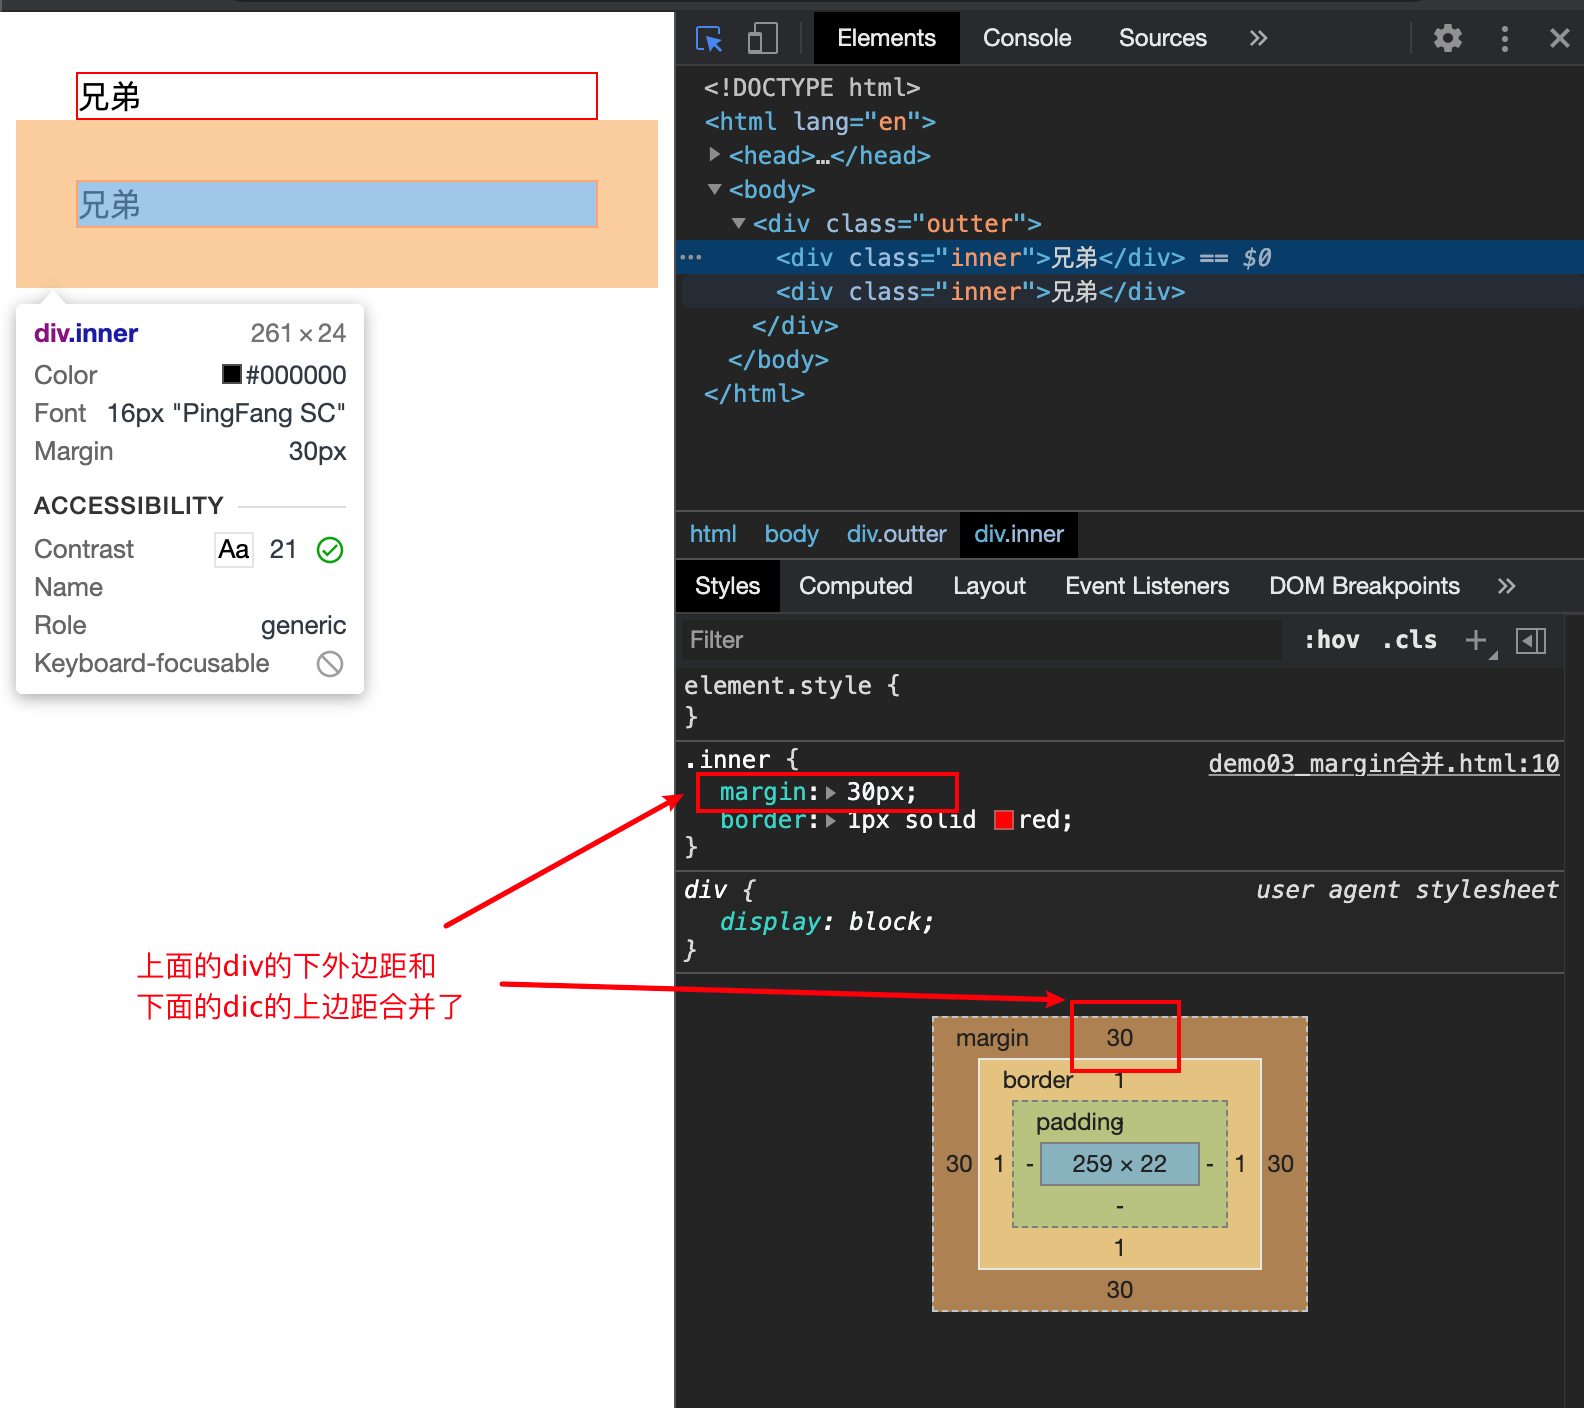 兄弟
兄弟
div.inner 261 × 24
Color #000000
Font 16px "PingFang SC"
Margin 30px
ACCESSIBILITY
Contrast Aa 21
Name
Role generic
Keyboard-focusable
上面的div的下外边距和
下面的dic的上边距合并了
Elements Console Sources »
<!DOCTYPE html>
<html lang="en">
<head>…</head>
<body>
<div class="outter">
<div class="inner">兄弟</div> == $0
<div class="inner">兄弟</div>
</div>
</body>
</html>
html body div.outter div.inner
Styles Computed Layout Event Listeners DOM Breakpoints »
Filter :hov .cls +
element.style {
}
.inner { demo03_margin合并.html:10
margin: 30px;
border: 1px solid red;
}
div { user agent stylesheet
display: block;
}
margin 30
border 1
padding -
30 1 - 259 × 22 - 1 30
-
1
30